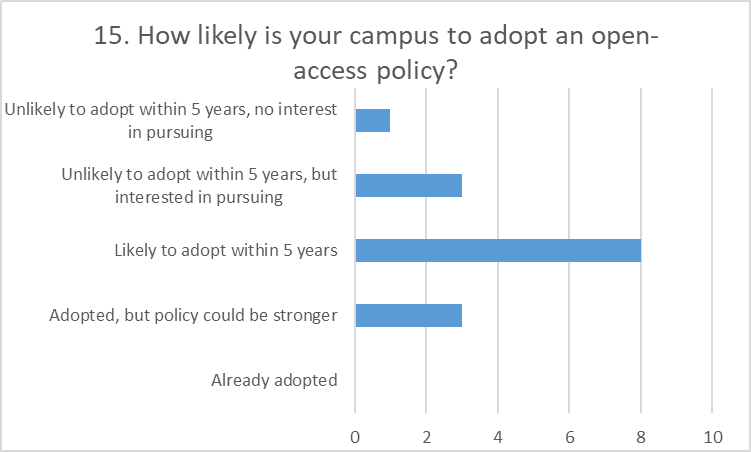 15. How likely is your campus to adopt an open-
access policy?
Unlikely to adopt within 5 years, no interest
in pursuing
Unlikely to adopt within 5 years, but
interested in pursuing
Likely to adopt within 5 years
Adopted, but policy could be stronger
Already adopted
0 2 4 6 8 10